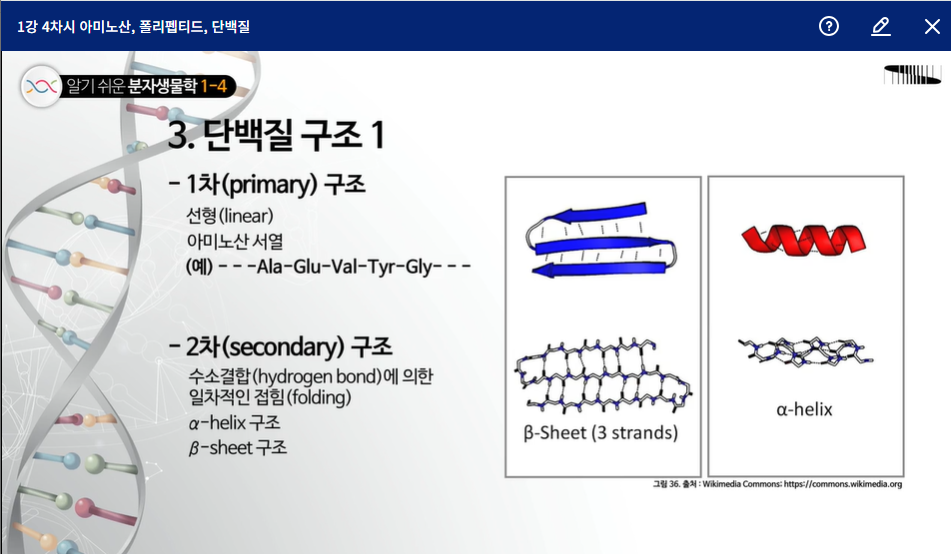 1강 4차시 아미노산, 폴리펩티드, 단백질
알기 쉬운 분자생물학 1-4
3. 단백질 구조 1
- 1차(primary) 구조
선형(linear)
아미노산 서열
(예) - - -Ala-Glu-Val-Tyr-Gly- - -
- 2차(secondary) 구조
수소결합(hydrogen bond)에 의한
일차적인 접힘(folding)
α-helix 구조
β-sheet 구조
β-Sheet (3 strands)
α-helix
그림 36. 출처 : Wikimedia Commons: https://commons.wikimedia.org